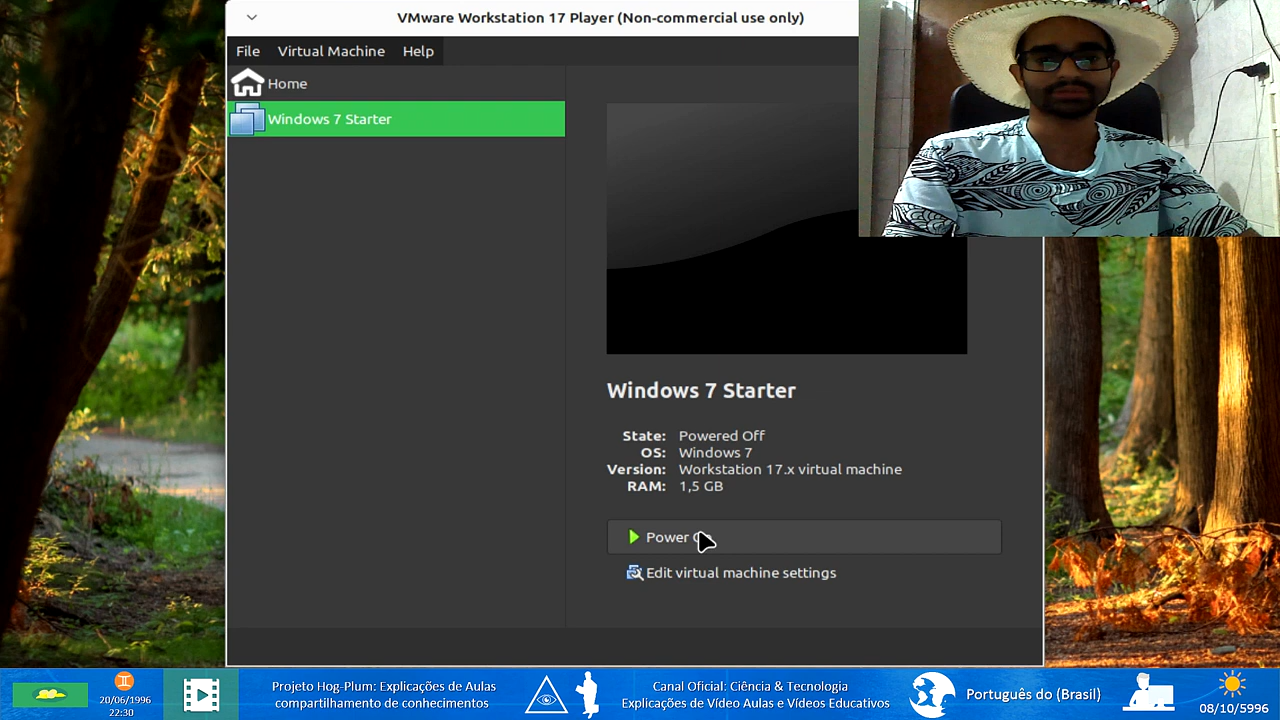 VMware Workstation 17 Player (Non-commercial use only)
File Virtual Machine Help
Home
Windows 7 Starter
Windows 7 Starter
State: Powered Off
OS: Windows 7
Version: Workstation 17.x virtual machine
RAM: 1,5 GB
Power
Edit virtual machine settings
20/06/1996
22:30
Projeto Hog-Plum: Explicações de Aulas
compartilhamento de conhecimentos
Canal Oficial: Ciência & Tecnologia
Explicações de Vídeo Aulas e Vídeos Educativos
Português do (Brasil)
08/10/5996